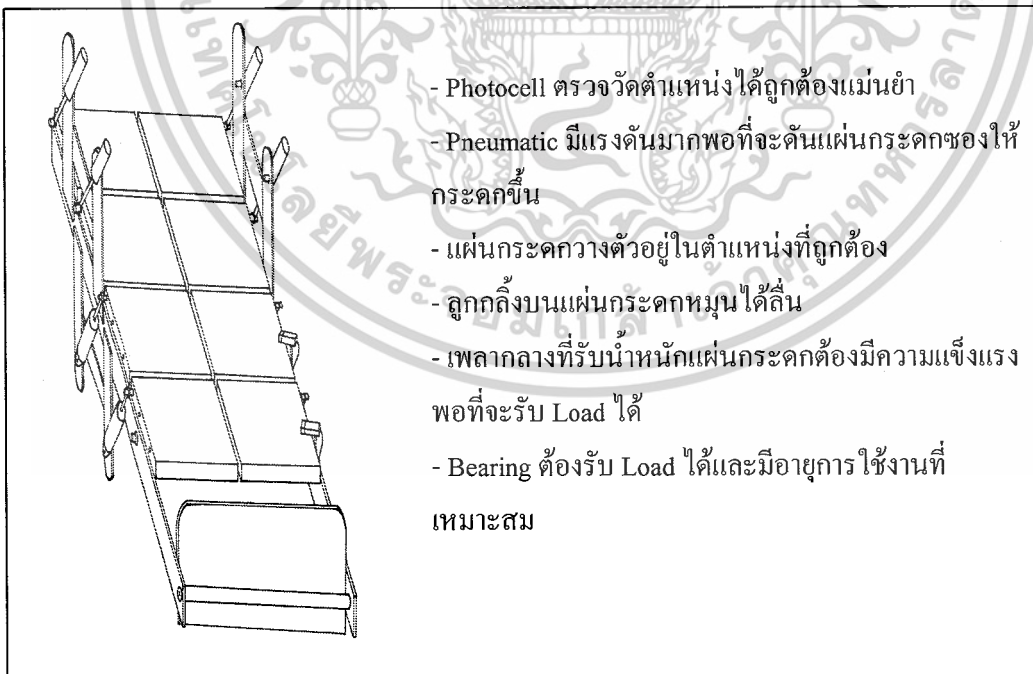 - Photocell ตรวจวัดตำแหน่งได้ถูกต้องแม่นยำ
- Pneumatic มีแรงดันมากพอที่จะดันแผ่นกระดกซองให้
กระดกขึ้น
- แผ่นกระดกวางตัวอยู่ในตำแหน่งที่ถูกต้อง
- ลูกกลิ้งบนแผ่นกระดกหมุนได้ลื่น
- เพลากลางที่รับน้ำหนักแผ่นกระดกต้องมีความแข็งแรง
พอที่จะรับ Load ได้
- Bearing ต้องรับ Load ได้และมีอายุการใช้งานที่
เหมาะสม